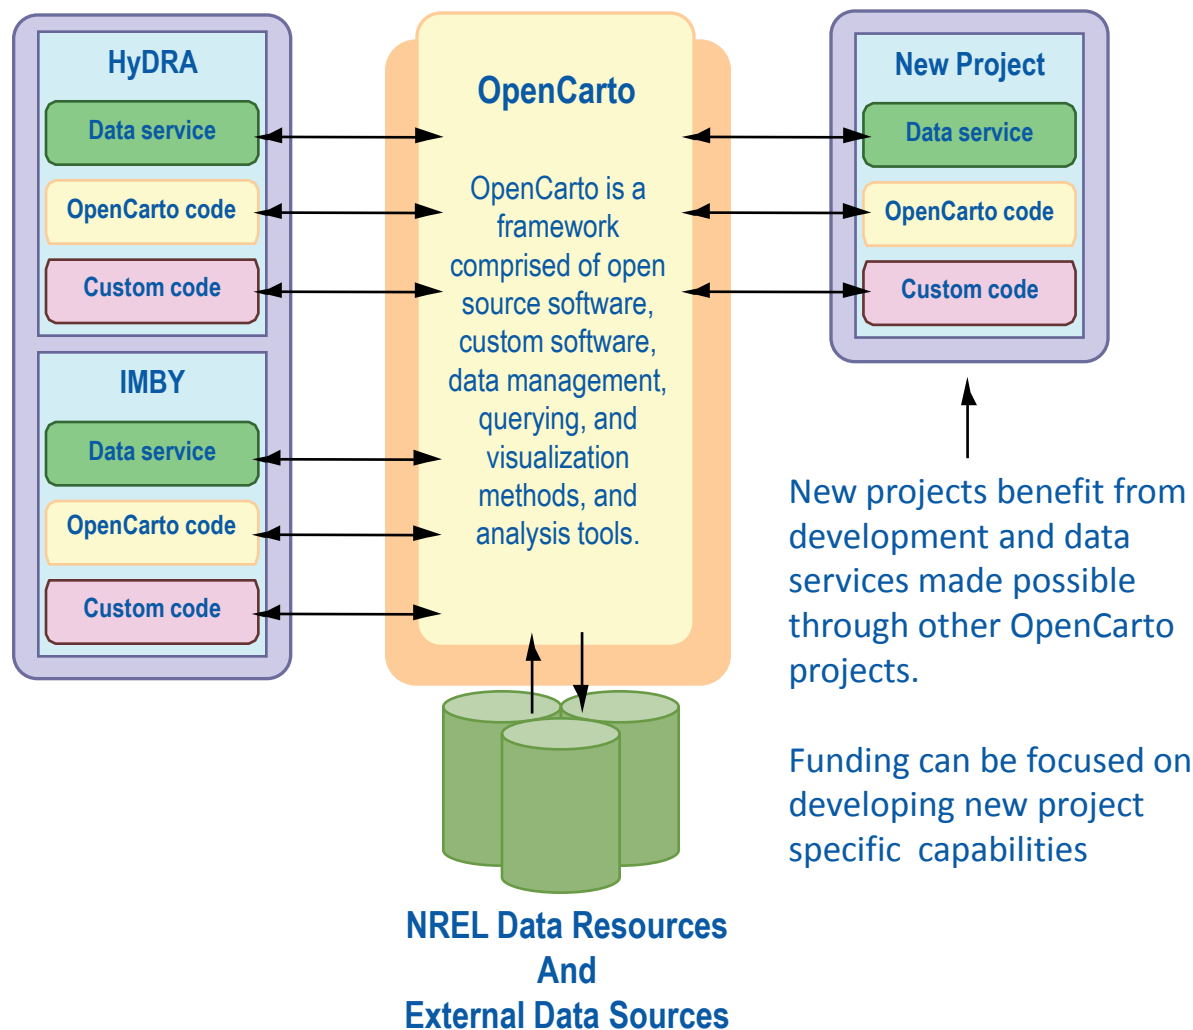 HyDRA
Data service
OpenCarto code
Custom code
IMBY
Data service
OpenCarto code
Custom code
OpenCarto
OpenCarto is a
framework
comprised of open
source software,
custom software,
data management,
querying, and
visualization
methods, and
analysis tools.
New Project
Data service
OpenCarto code
Custom code
New projects benefit from
development and data
services made possible
through other OpenCarto
projects.
Funding can be focused on
developing new project
specific  capabilities
NREL Data Resources
And
External Data Sources